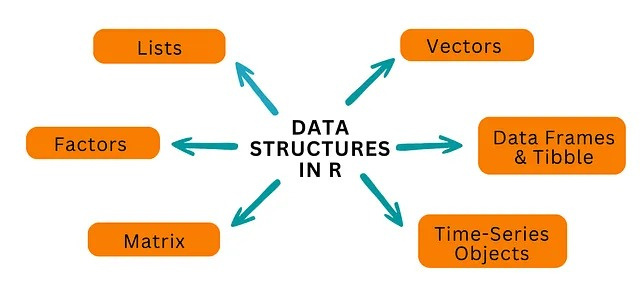 Lists
Vectors
Factors
DATA
STRUCTURES
IN R
Data Frames
& Tibble
Matrix
Time-Series
Objects